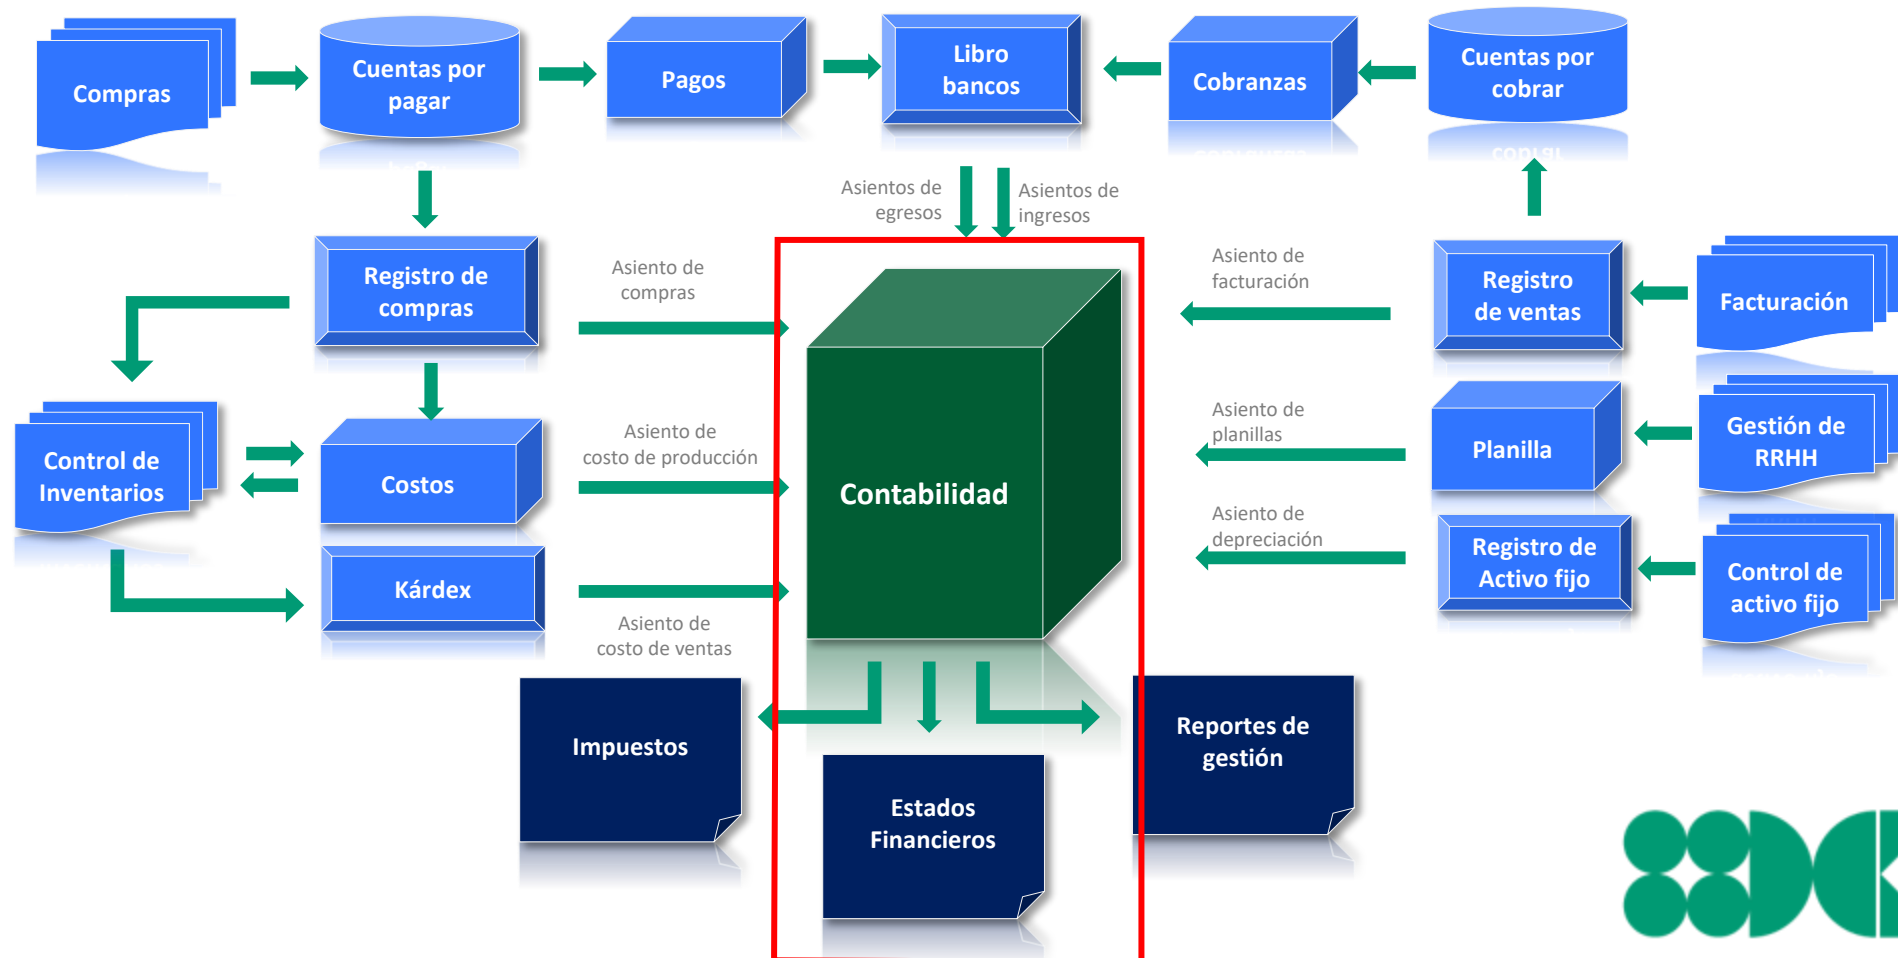 Compras
Cuentas por
pagar
Pagos
Libro
bancos
Cobranzas
Cuentas por
cobrar
Asientos de
egresos
Asientos de
ingresos
Registro de
compras
Asiento de
compras
Asiento de
facturación
Registro
de ventas
Facturación
Control de
Inventarios
Costos
Asiento de
costo de producción
Contabilidad
Asiento de
planillas
Planilla
Gestión de
RRHH
Kárdex
Asiento de
costo de ventas
Asiento de
depreciación
Registro de
Activo fijo
Control de
activo fijo
Impuestos
Estados
Financieros
Reportes de
gestión